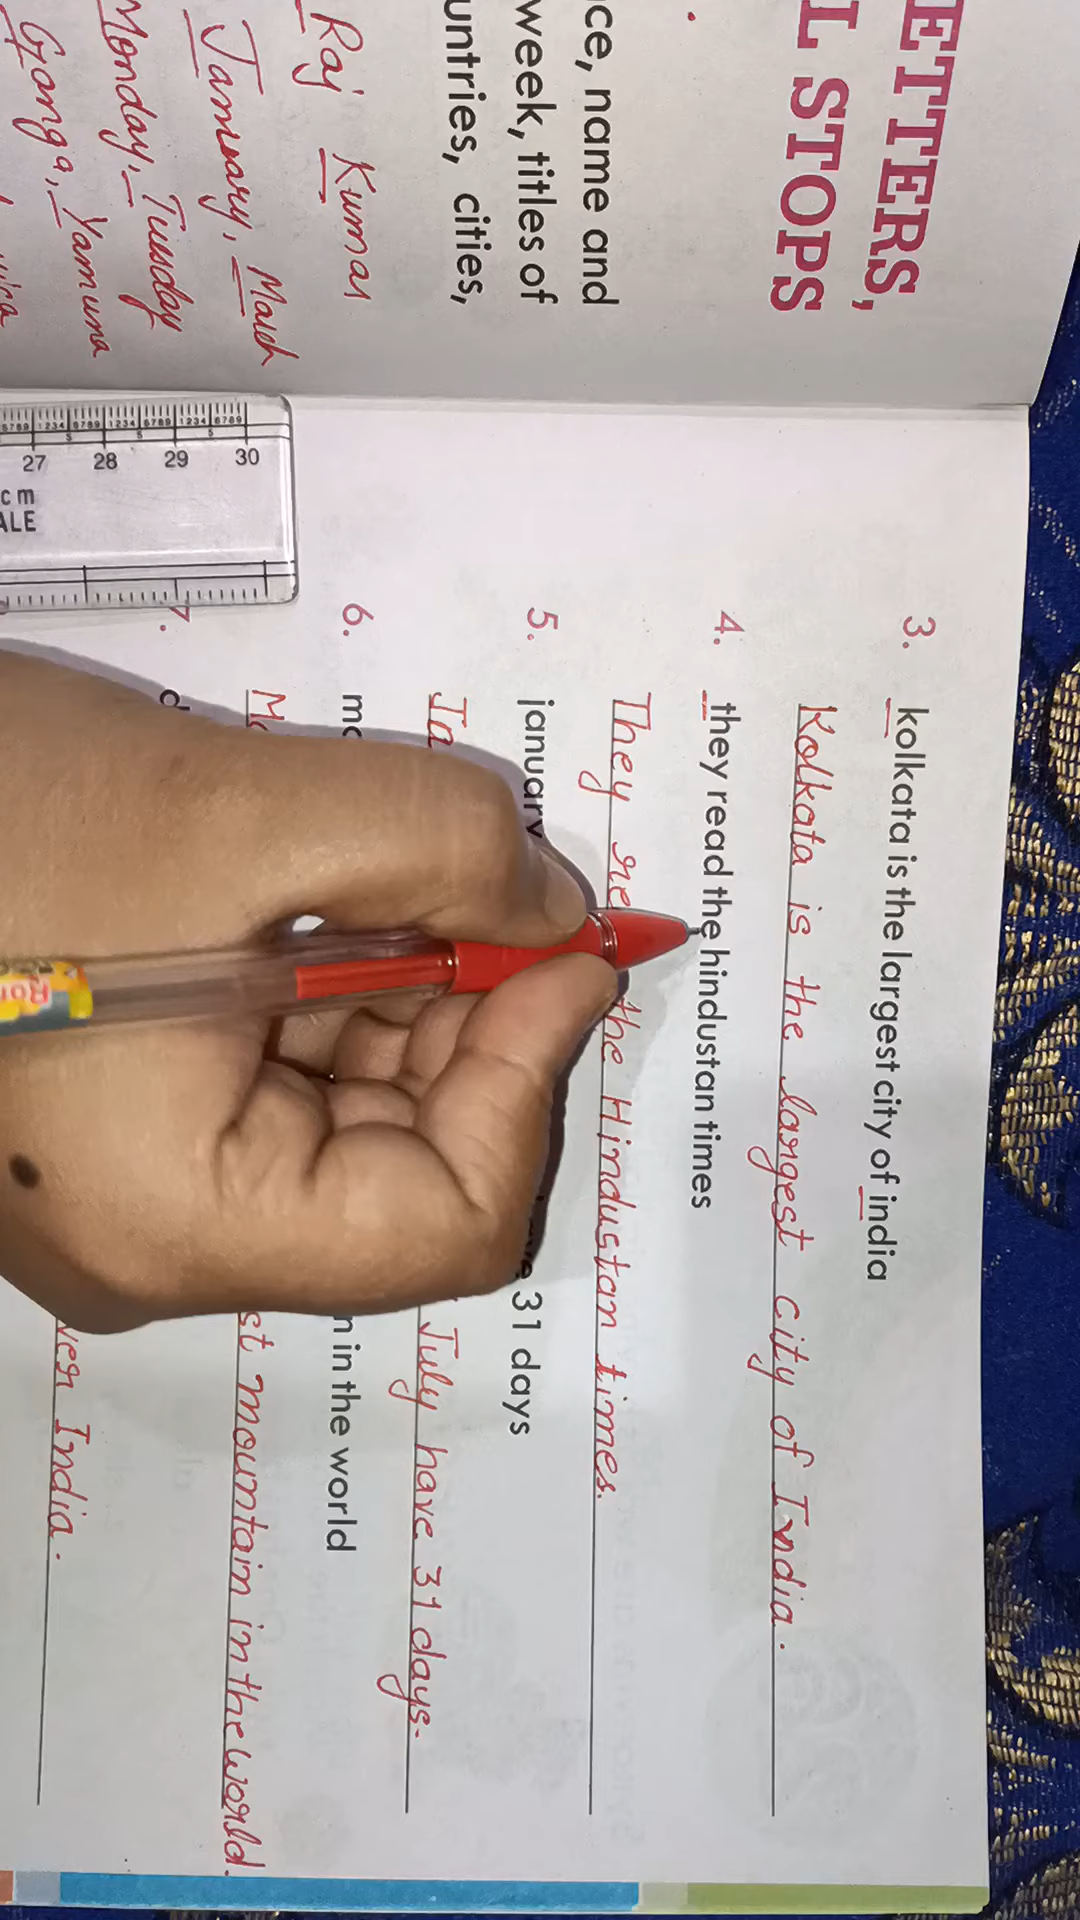 ETTERS,
L STOPS
ce, name and
week, titles of
untries, cities,
Raj Kumar
January, March
Monday, Tuesday
Ganga, Yamuna
27 28 29 30
cm
ALE
3. kolkata is the largest city of india
Kolkata is the largest city of India.
4. they read the hindustan times
They the Hindustan times.
5. january 31 days
July have 31 days.
6. n in the world
st mountain in the world.
7.
India.